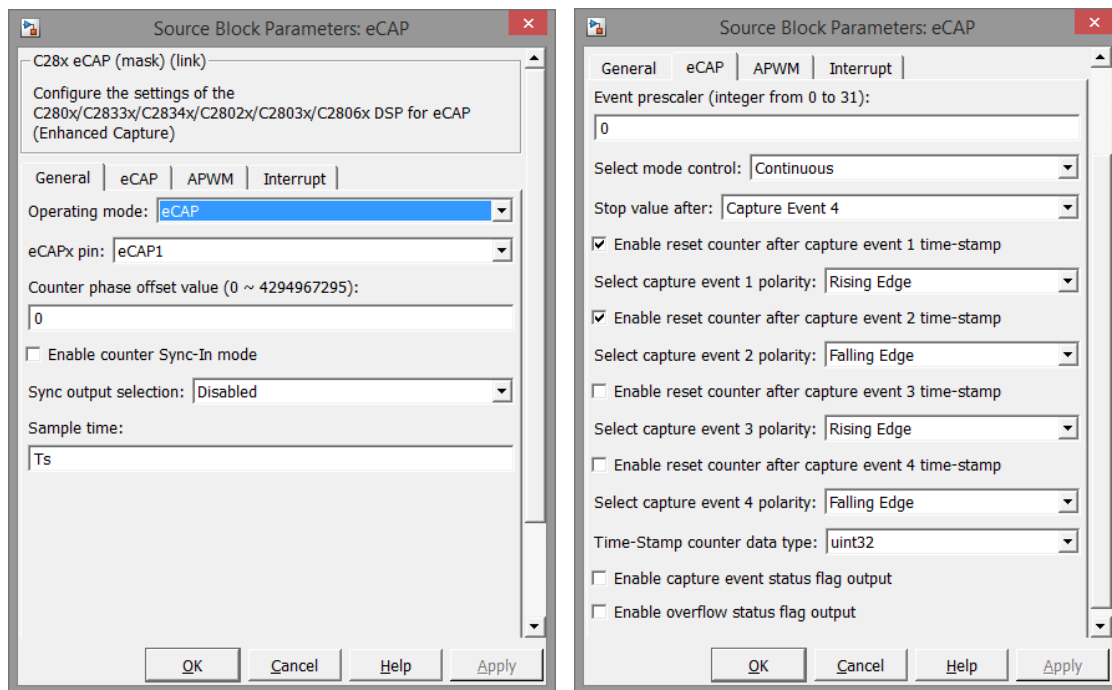 Source Block Parameters: eCAP
C28x eCAP (mask) (link)
Configure the settings of the
C280x/C2833x/C2834x/C2802x/C2803x/C2806x DSP for eCAP
(Enhanced Capture)
General eCAP APWM Interrupt
Operating mode: eCAP
eCAPx pin: eCAP1
Counter phase offset value (0 ~ 4294967295):
0
Enable counter Sync-In mode
Sync output selection: Disabled
Sample time:
Ts
OK Cancel Help Apply
Source Block Parameters: eCAP
General eCAP APWM Interrupt
Event prescaler (integer from 0 to 31):
0
Select mode control: Continuous
Stop value after: Capture Event 4
Enable reset counter after capture event 1 time-stamp
Select capture event 1 polarity: Rising Edge
Enable reset counter after capture event 2 time-stamp
Select capture event 2 polarity: Falling Edge
Enable reset counter after capture event 3 time-stamp
Select capture event 3 polarity: Rising Edge
Enable reset counter after capture event 4 time-stamp
Select capture event 4 polarity: Falling Edge
Time-Stamp counter data type: uint32
Enable capture event status flag output
Enable overflow status flag output
OK Cancel Help Apply